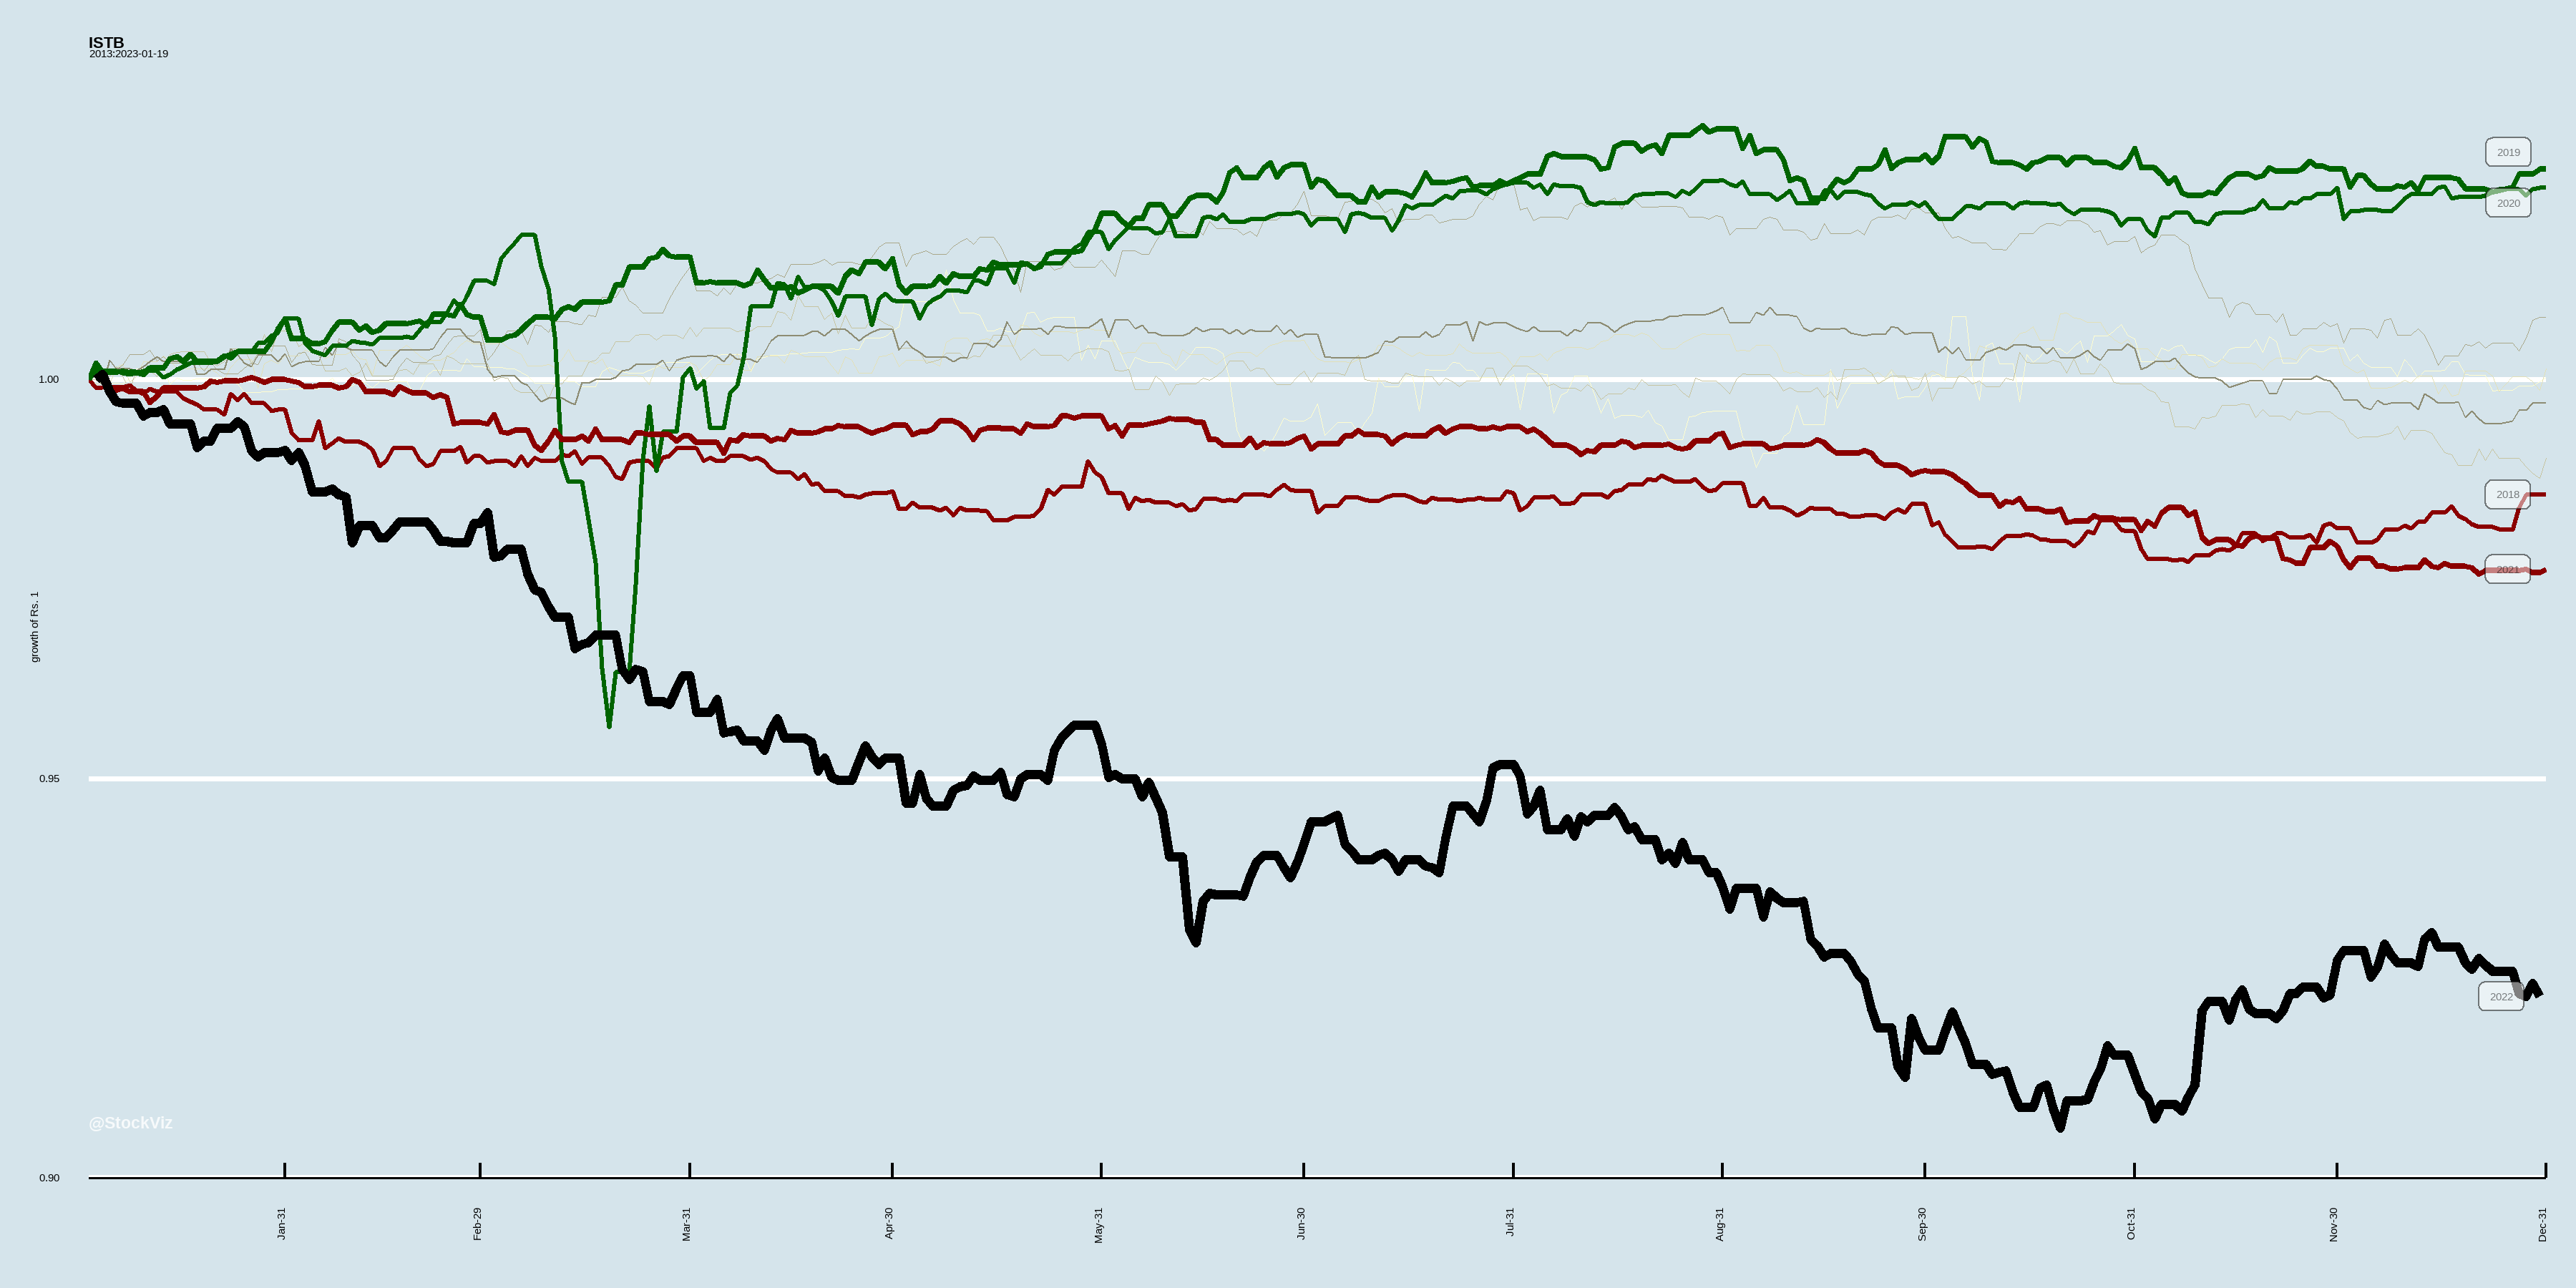 ISTB
2013:2023-01-19
2019
2020
1.00
2018
2021
growth of Rs. 1
0.95
2022
@StockViz
0.90
Jan-31
Feb-29
Mar-31
Apr-30
May-31
Jun-30
Jul-31
Aug-31
Sep-30
Oct-31
Nov-30
Dec-31